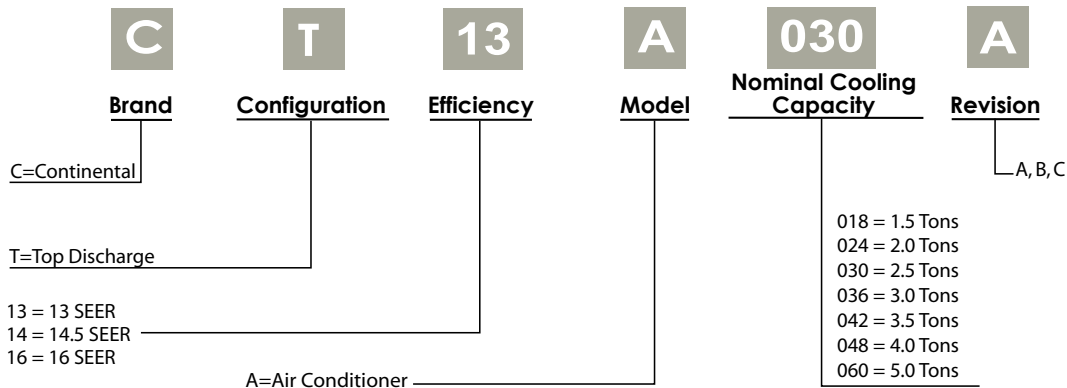 C T 13 A 030 A
Brand Configuration Efficiency Model Nominal Cooling Capacity Revision
C=Continental
A, B, C
T=Top Discharge
13 = 13 SEER
14 = 14.5 SEER
16 = 16 SEER
A=Air Conditioner
018 = 1.5 Tons
024 = 2.0 Tons
030 = 2.5 Tons
036 = 3.0 Tons
042 = 3.5 Tons
048 = 4.0 Tons
060 = 5.0 Tons